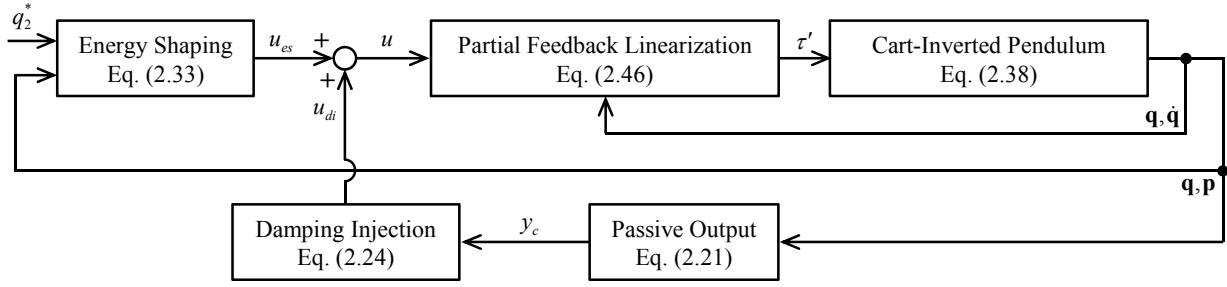 q₂*
Energy Shaping
Eq. (2.33)
u_es
+
+
u
Partial Feedback Linearization
Eq. (2.46)
τ′
Cart-Inverted Pendulum
Eq. (2.38)
u_di
q, q̇
q, p
Damping Injection
Eq. (2.24)
y_c
Passive Output
Eq. (2.21)